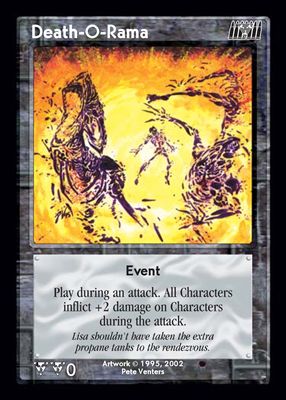 Death-O-Rama
Event
Play during an attack. All Characters
inflict +2 damage on Characters
during the attack.
Lisa shouldn't have taken the extra
propane tanks to the rendezvous.
0
Artwork © 1995, 2002
Pete Venters